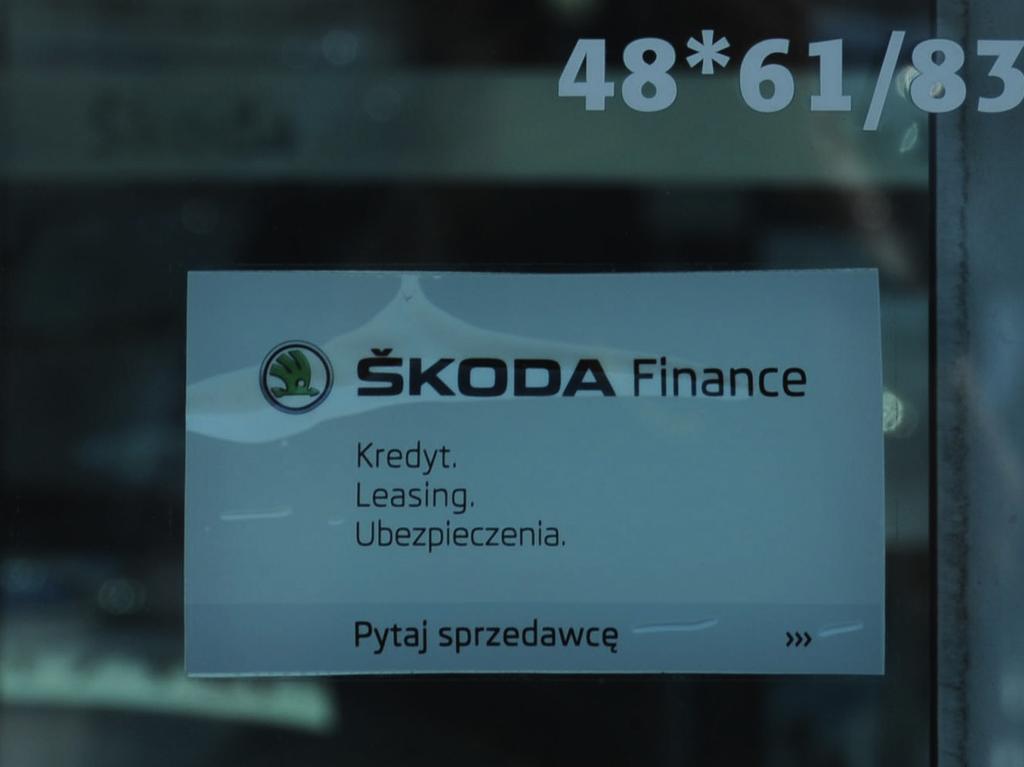 48*61/83
ŠKODA Finance
Kredyt.
Leasing.
Ubezpieczenia.
Pytaj sprzedawcę »›